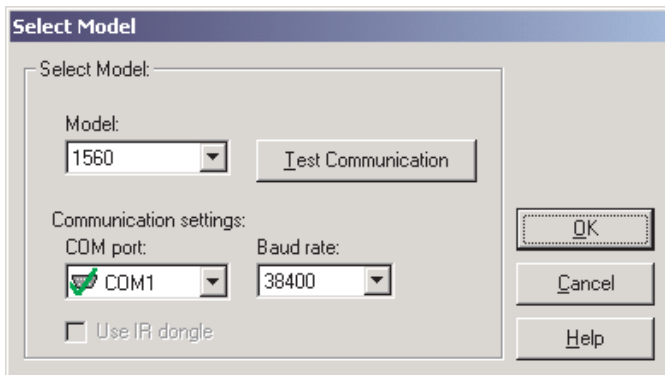 Select Model
Select Model:
Model:
1560
Test Communication
Communication settings:
COM port:
Baud rate:
COM1
38400
Use IR dongle
OK
Cancel
Help